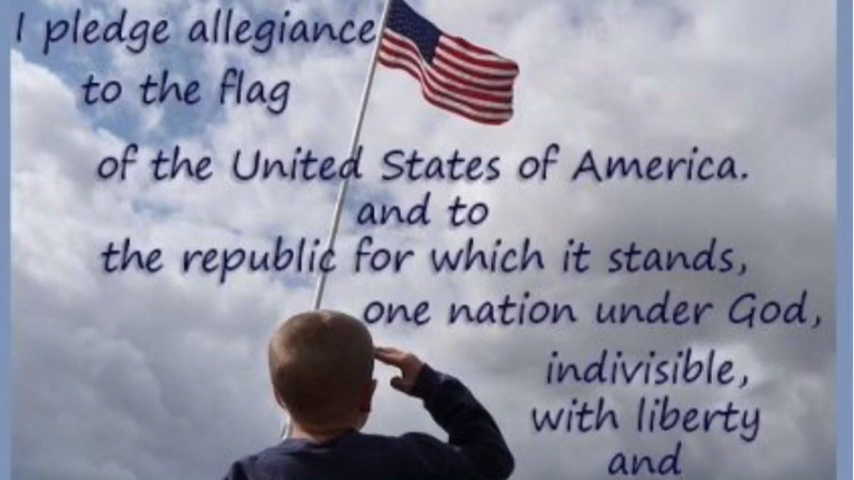 I pledge allegiance
to the flag
of the United States of America.
and to
the republic for which it stands,
one nation under God,
indivisible,
with liberty
and